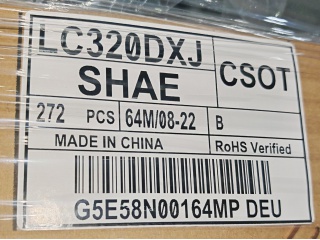 LC320DXJ
SHAE CSOT
272 PCS 64M/08-22 B
MADE IN CHINA RoHS Verified
G5E58N00164MP DEU